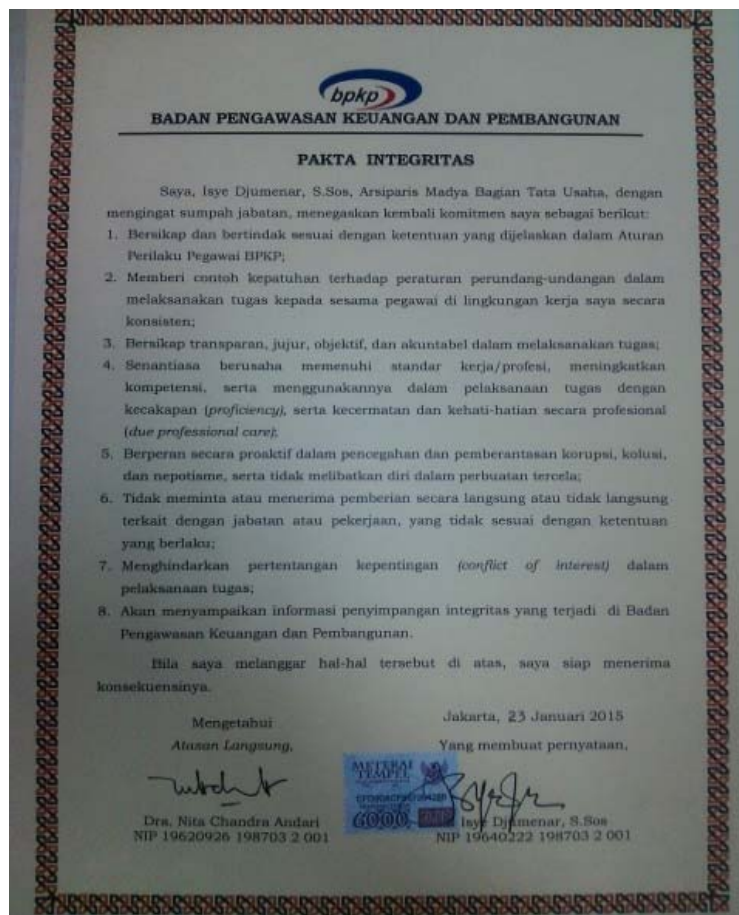 bpkp
BADAN PENGAWASAN KEUANGAN DAN PEMBANGUNAN
PAKTA INTEGRITAS
Saya, Isye Djumenar, S.Sos, Arsiparis Madya Bagian Tata Usaha, dengan
mengingat sumpah jabatan, menegaskan kembali komitmen saya sebagai berikut:
1. Bersikap dan bertindak sesuai dengan ketentuan yang dijelaskan dalam Aturan
Perilaku Pegawai BPKP;
2. Memberi contoh kepatuhan terhadap peraturan perundang-undangan dalam
melaksanakan tugas kepada sesama pegawai di lingkungan kerja saya secara
konsisten;
3. Bersikap transparan, jujur, objektif, dan akuntabel dalam melaksanakan tugas;
4. Senantiasa berusaha memenuhi standar kerja/profesi, meningkatkan
kompetensi, serta menggunakannya dalam pelaksanaan tugas dengan
kecakapan (proficiency), serta kecermatan dan kehati-hatian secara profesional
(due professional care);
5. Berperan secara proaktif dalam pencegahan dan pemberantasan korupsi, kolusi,
dan nepotisme, serta tidak melibatkan diri dalam perbuatan tercela;
6. Tidak meminta atau menerima pemberian secara langsung atau tidak langsung
terkait dengan jabatan atau pekerjaan, yang tidak sesuai dengan ketentuan
yang berlaku;
7. Menghindarkan pertentangan kepentingan (conflict of interest) dalam
pelaksanaan tugas;
8. Akan menyampaikan informasi penyimpangan integritas yang terjadi di Badan
Pengawasan Keuangan dan Pembangunan.
Bila saya melanggar hal-hal tersebut di atas, saya siap menerima
konsekuensinya.
Jakarta, 23 Januari 2015
Mengetahui
Atasan Langsung,
Yang membuat pernyataan,
METERAI
TEMPEL
6000
Dra. Nita Chandra Andari
NIP 19620926 198703 2 001
Isye Djumenar, S.Sos
NIP 19640222 198703 2 001